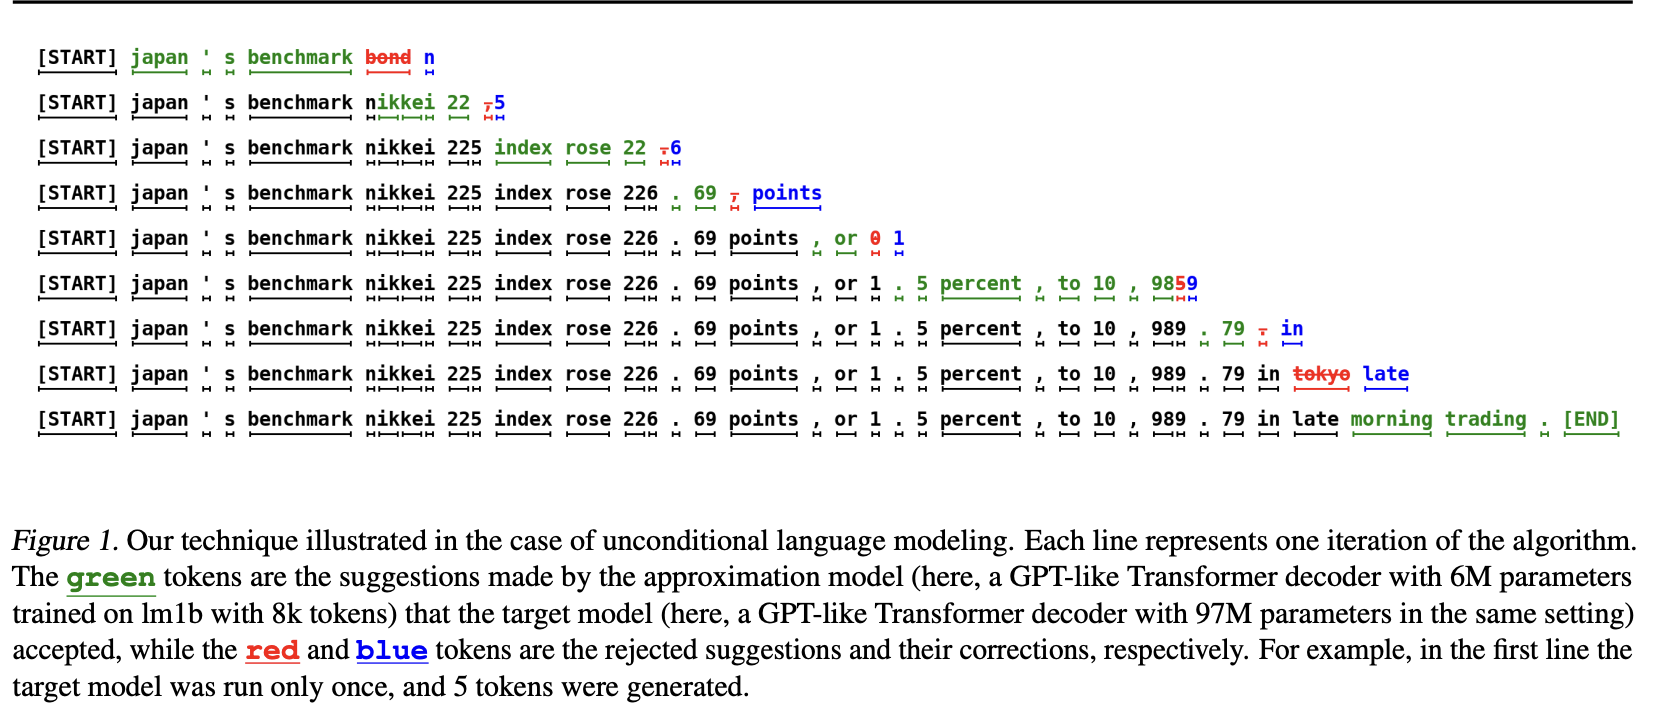 [START] japan ' s benchmark bond n
[START] japan ' s benchmark nikkei 22 , 5
[START] japan ' s benchmark nikkei 225 index rose 22 . 6
[START] japan ' s benchmark nikkei 225 index rose 226 . 69 , points
[START] japan ' s benchmark nikkei 225 index rose 226 . 69 points , or 0 1
[START] japan ' s benchmark nikkei 225 index rose 226 . 69 points , or 1 . 5 percent , to 10 , 9859
[START] japan ' s benchmark nikkei 225 index rose 226 . 69 points , or 1 . 5 percent , to 10 , 989 . 79 . in
[START] japan ' s benchmark nikkei 225 index rose 226 . 69 points , or 1 . 5 percent , to 10 , 989 . 79 in tokyo late
[START] japan ' s benchmark nikkei 225 index rose 226 . 69 points , or 1 . 5 percent , to 10 , 989 . 79 in late morning trading . [END]
Figure 1. Our technique illustrated in the case of unconditional language modeling. Each line represents one iteration of the algorithm.
The green tokens are the suggestions made by the approximation model (here, a GPT-like Transformer decoder with 6M parameters
trained on lm1b with 8k tokens) that the target model (here, a GPT-like Transformer decoder with 97M parameters in the same setting)
accepted, while the red and blue tokens are the rejected suggestions and their corrections, respectively. For example, in the first line the
target model was run only once, and 5 tokens were generated.